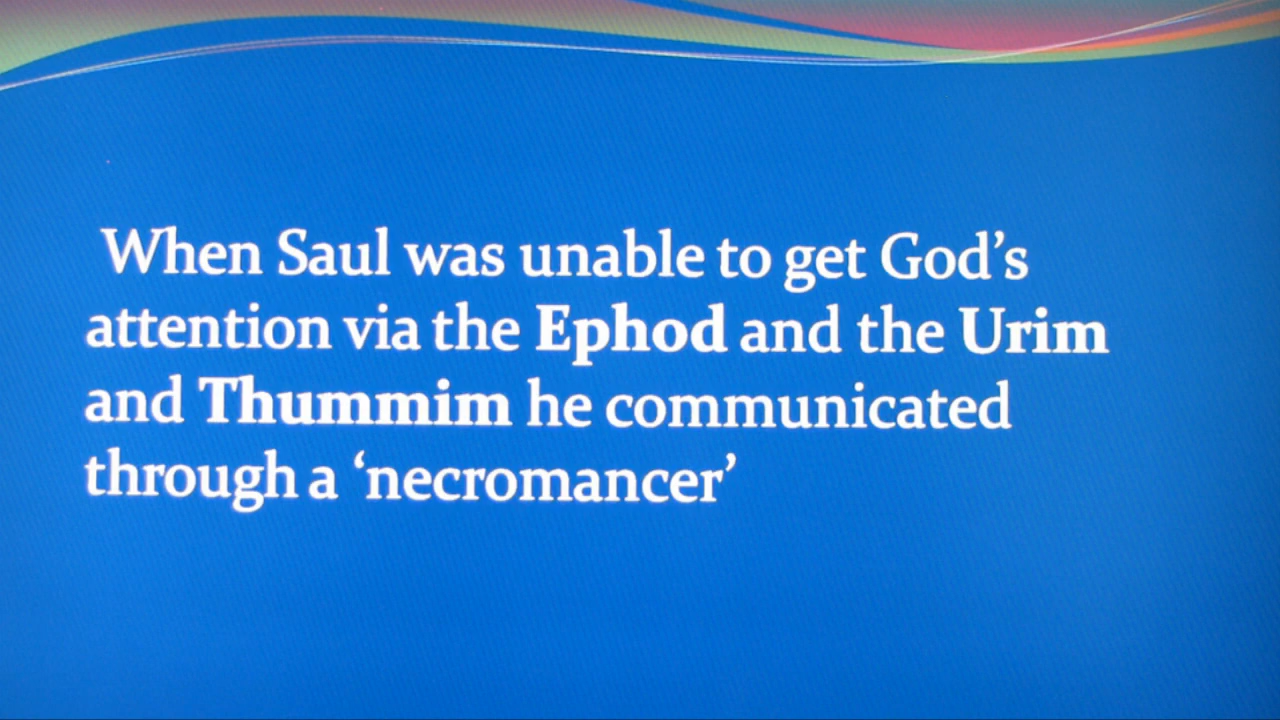 When Saul was unable to get God’s
attention via the Ephod and the Urim
and Thummim he communicated
through a ‘necromancer’